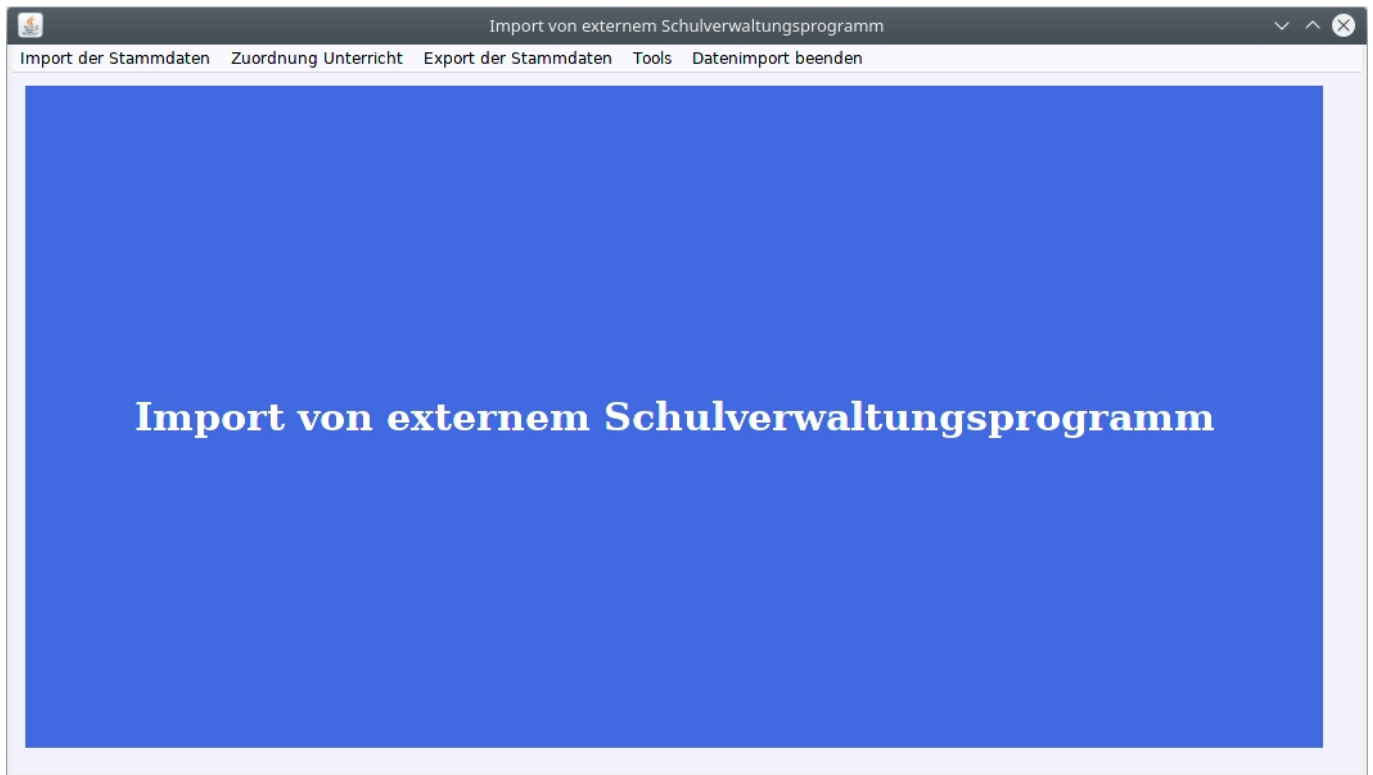 Import von externem Schulverwaltungsprogramm
Import der Stammdaten Zuordnung Unterricht Export der Stammdaten Tools Datenimport beenden
Import von externem Schulverwaltungsprogramm